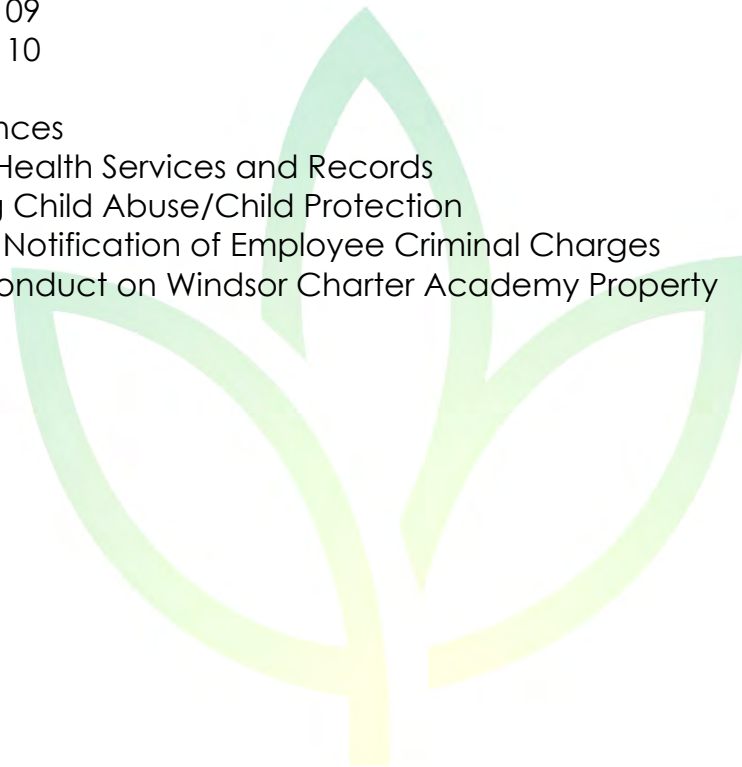 09
10
nces
Health Services and Records
g Child Abuse/Child Protection
Notification of Employee Criminal Charges
onduct on Windsor Charter Academy Property